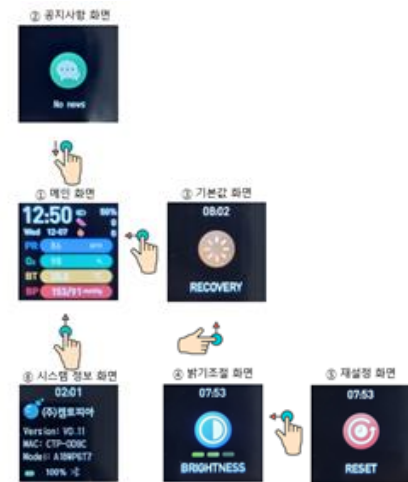 ② 공지사항 화면
No news
① 메인 화면
12:50
50%
Wed 12-07
PR
O₂
BT
BP 153/91 mmHg
③ 기본값 화면
08:02
RECOVERY
⑥ 시스템 정보 화면
02:01
(주)켐트피아
Version: V0.11
MAC: CTP-0D8C
100%
④ 밝기조절 화면
07:53
BRIGHTNESS
⑤ 재설정 화면
07:53
RESET